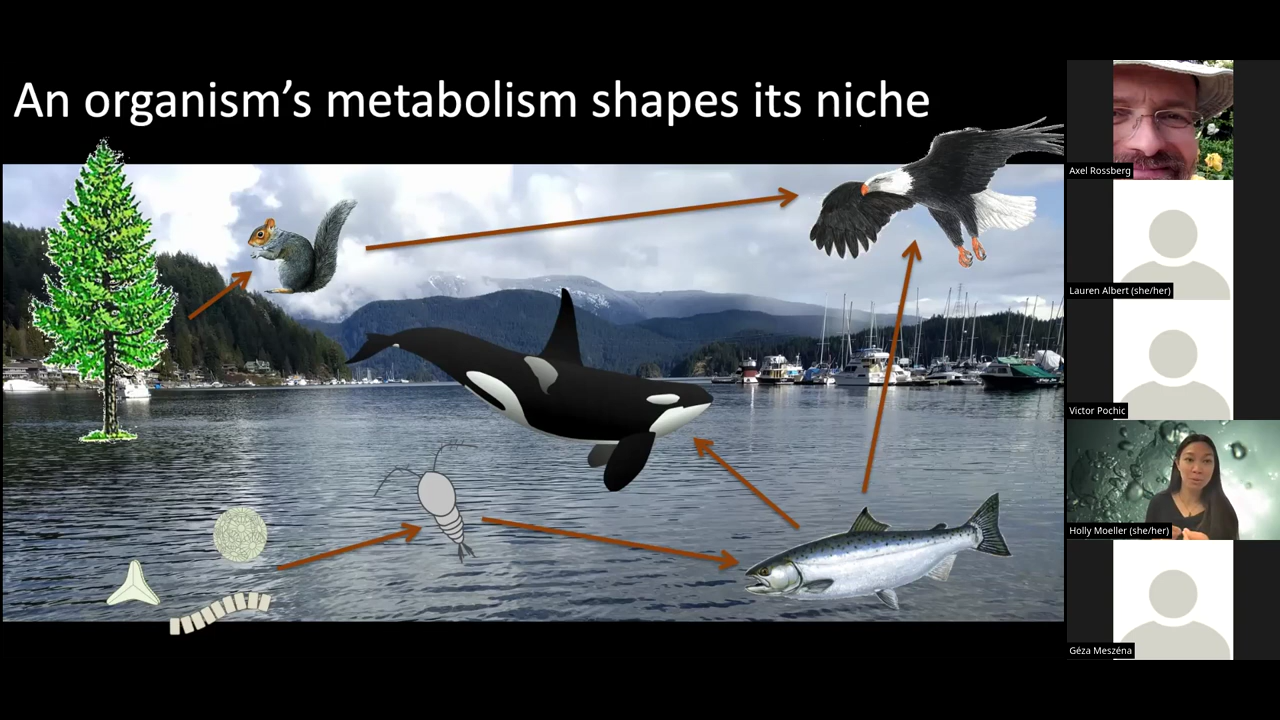 An organism’s metabolism shapes its niche
Axel Rossberg
Lauren Albert (she/her)
Victor Pochic
Holly Moeller (she/her)
Géza Meszéna